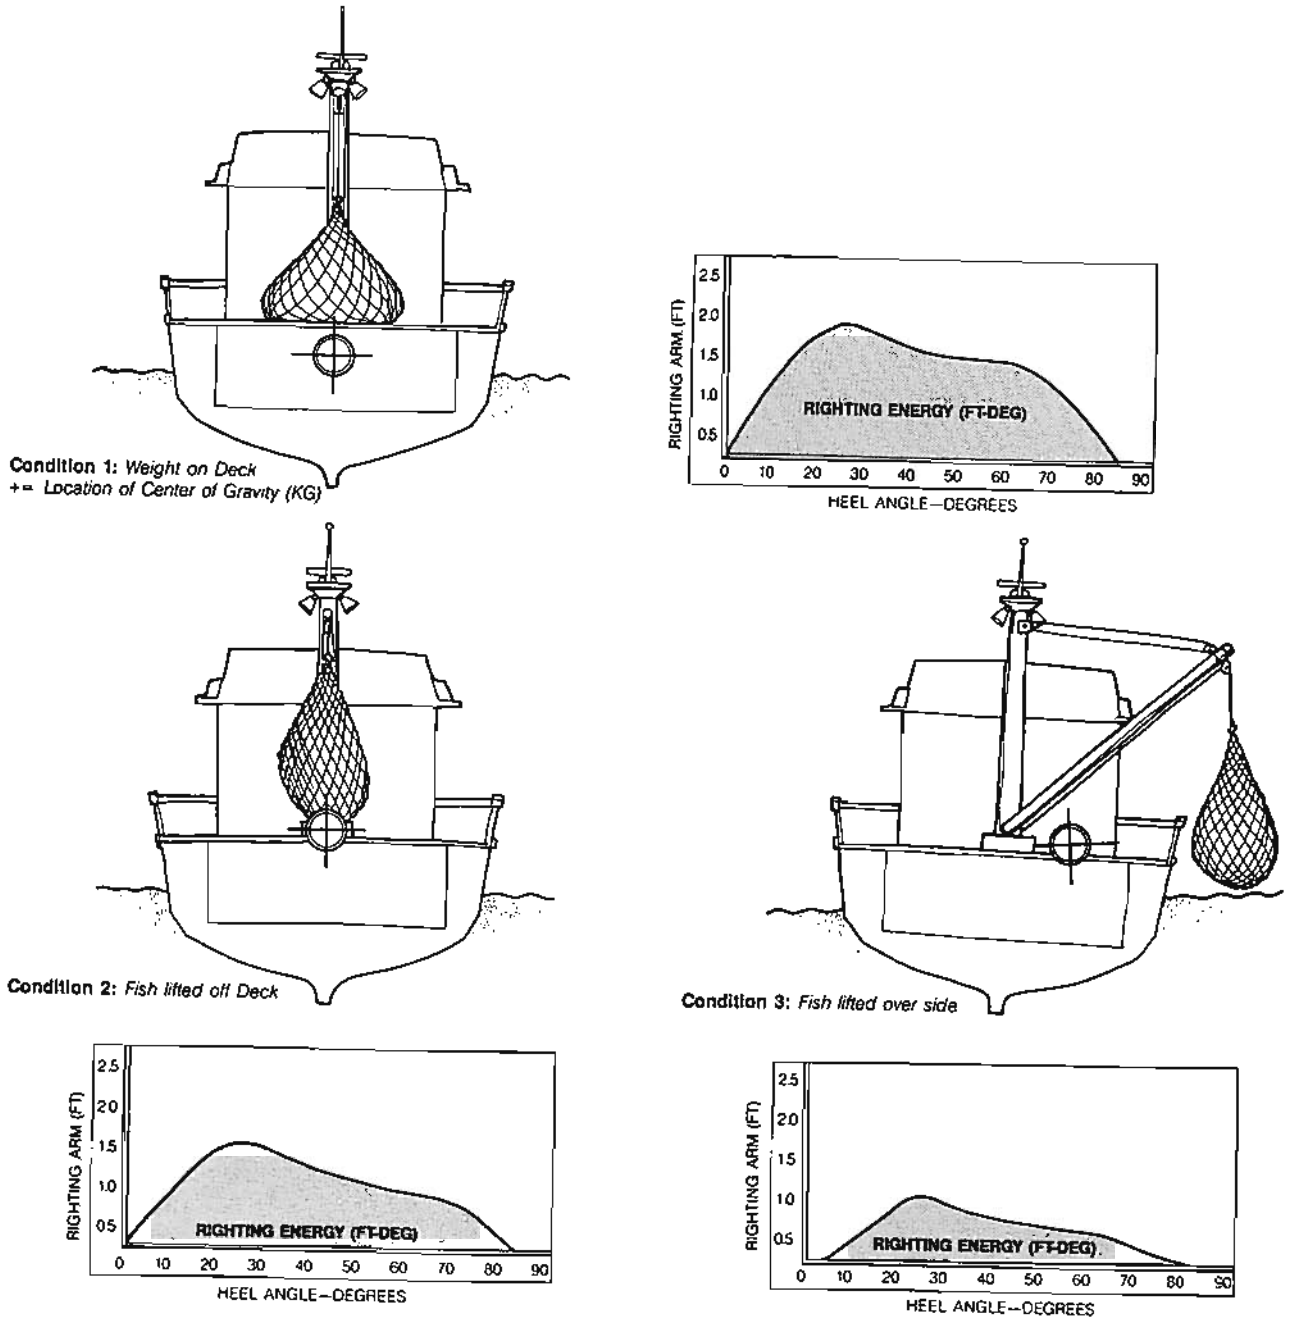 Condition 1: Weight on Deck
+= Location of Center of Gravity (KG)
RIGHTING ARM (FT)
2.5
2.0
1.5
1.0
0.5
RIGHTING ENERGY (FT-DEG)
0 10 20 30 40 50 60 70 80 90
HEEL ANGLE—DEGREES
Condition 2: Fish lifted off Deck
RIGHTING ARM (FT)
2.5
2.0
1.5
1.0
0.5
RIGHTING ENERGY (FT-DEG)
0 10 20 30 40 50 60 70 80 90
HEEL ANGLE—DEGREES
Condition 3: Fish lifted over side
RIGHTING ARM (FT)
2.5
2.0
1.5
1.0
0.5
RIGHTING ENERGY (FT-DEG)
0 10 20 30 40 50 60 70 80 90
HEEL ANGLE—DEGREES